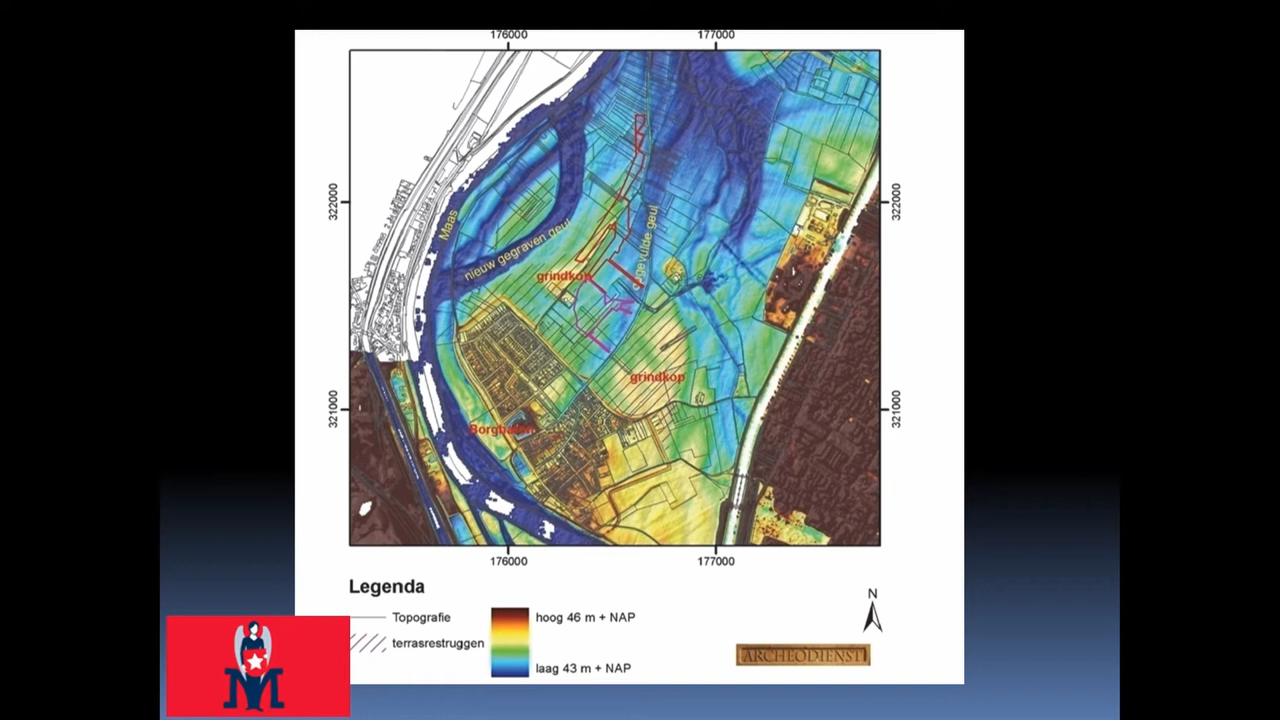 176000
177000
322000
322000
Maas
nieuw gegraven geul
grindkop
grindkop
321000
321000
176000
177000
Legenda
Topografie
terrasrestruggen
hoog 46 m + NAP
laag 43 m + NAP
N
ARCHEODIENST
M